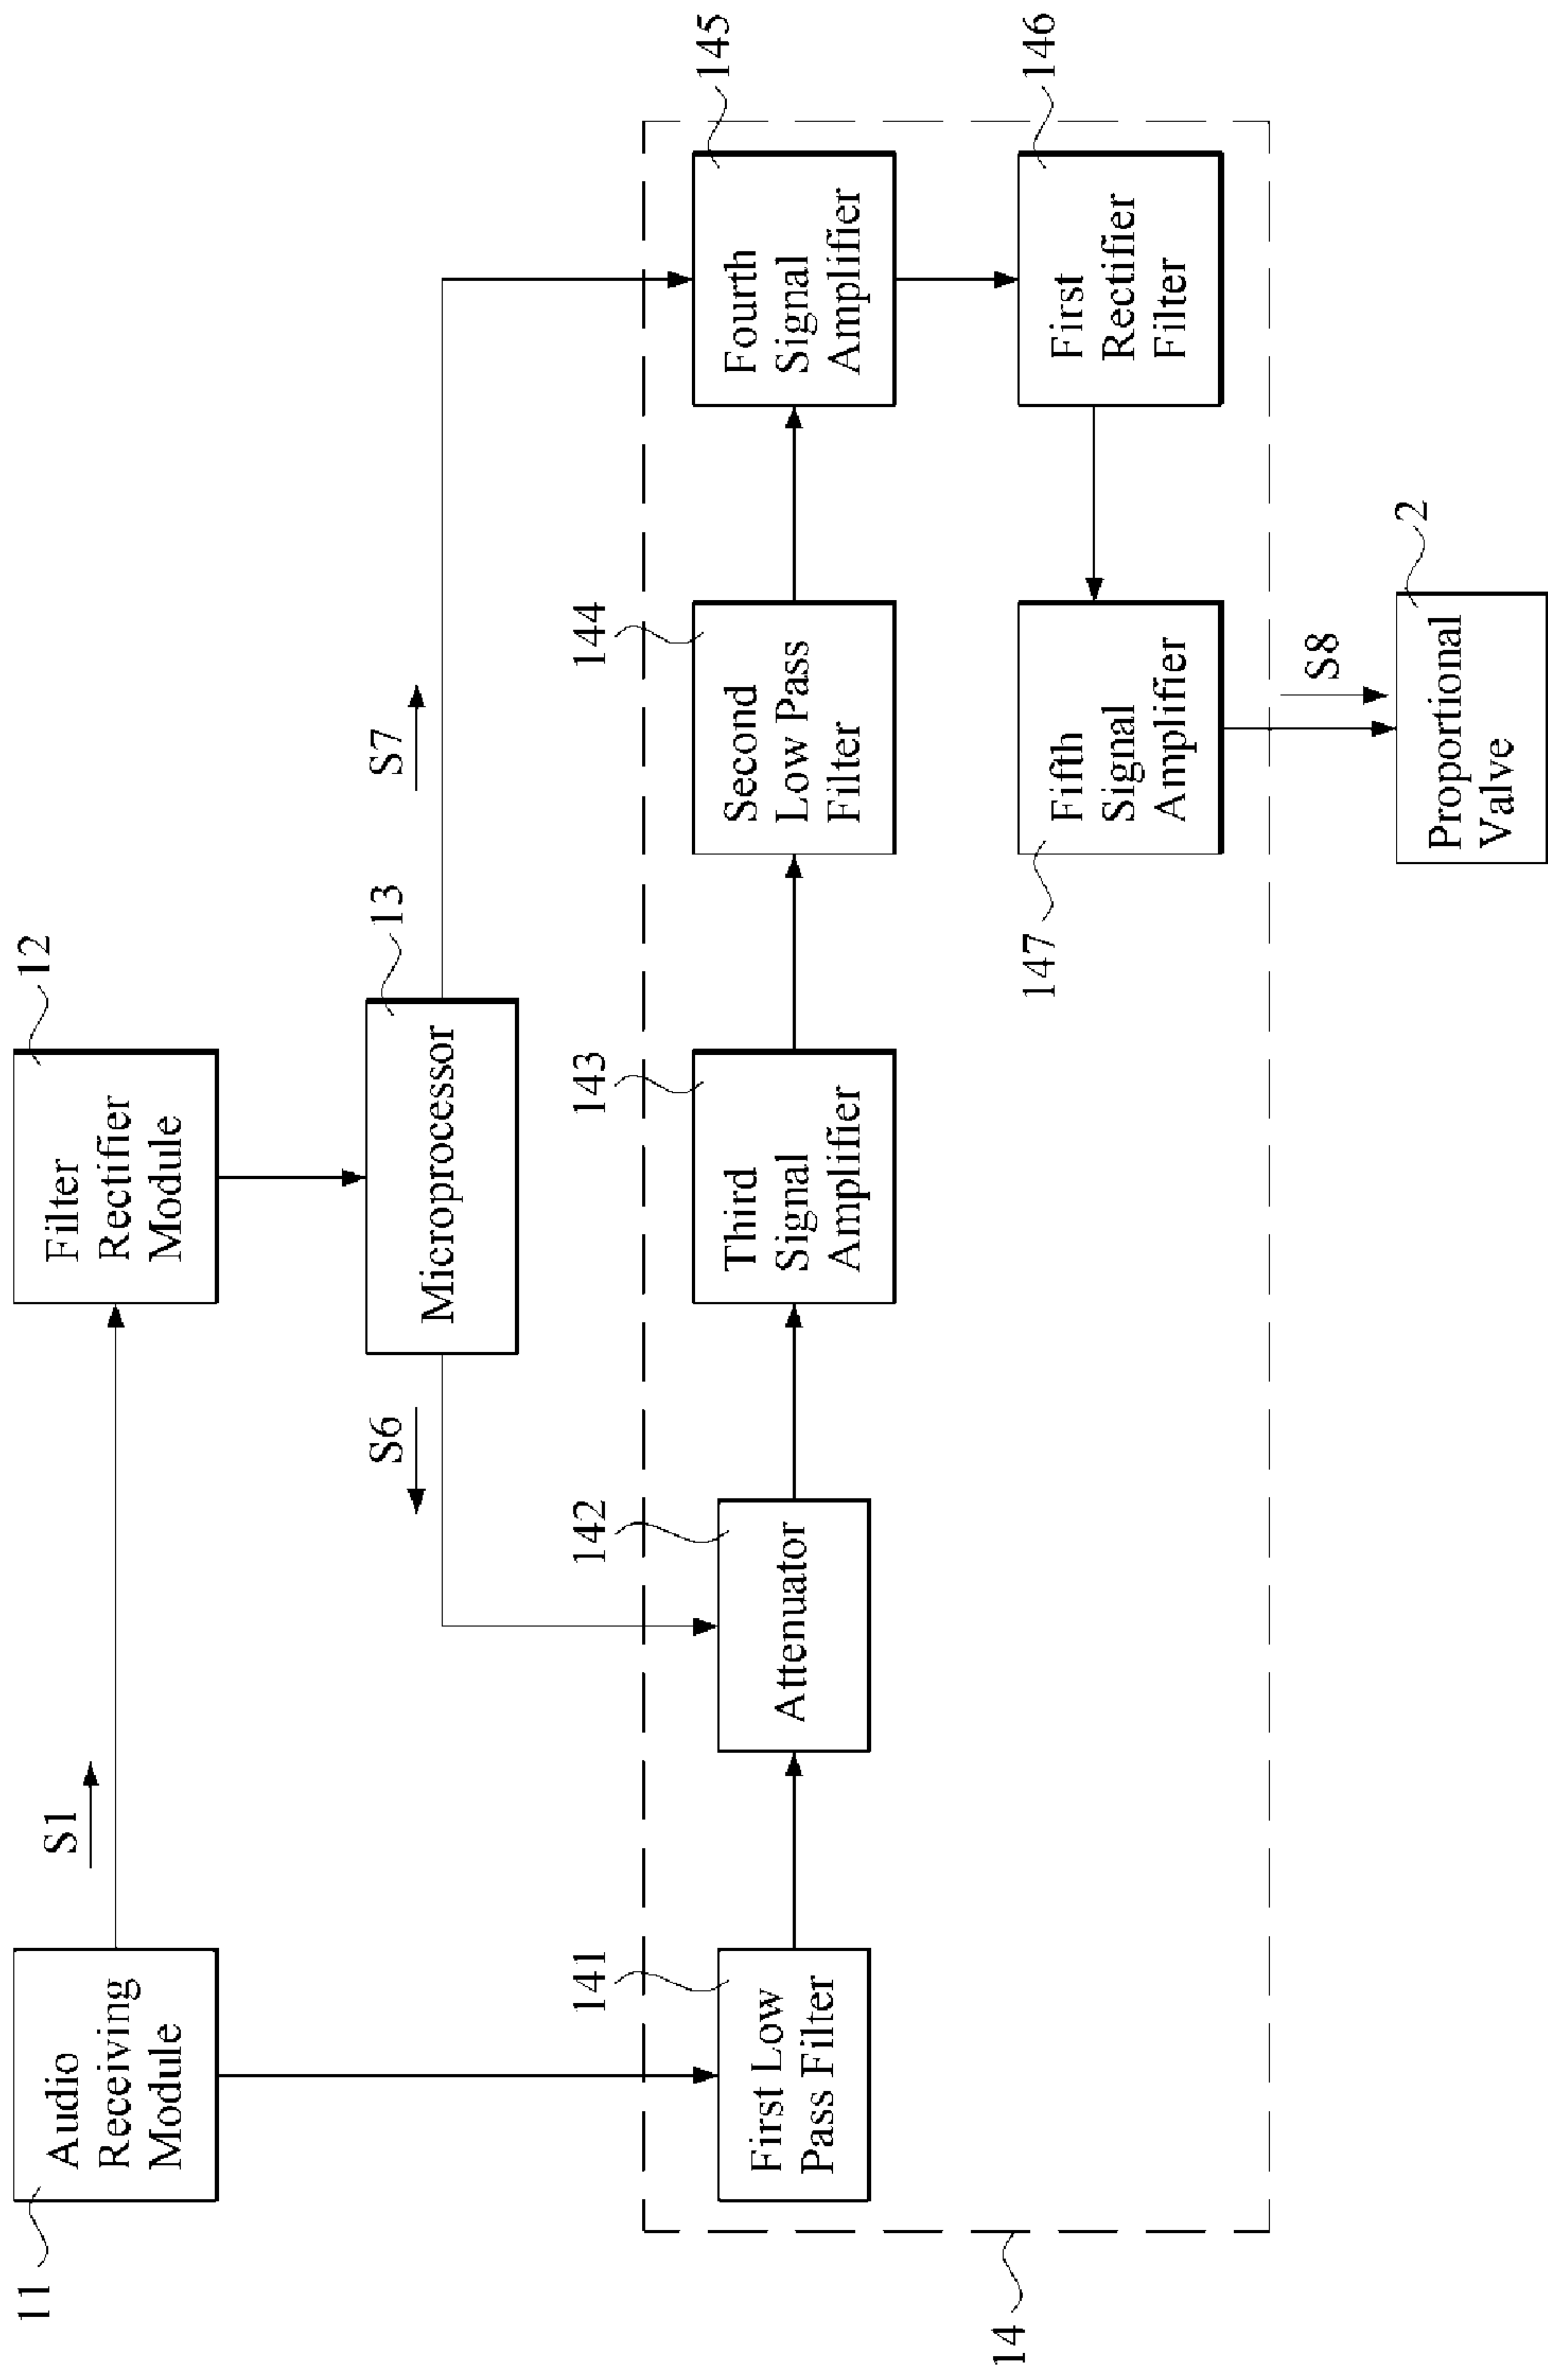 11
Audio
Receiving
Module
S1
12
Filter
Rectifier
Module
13
Microprocessor
S6
S7
14
141
First Low
Pass Filter
142
Attenuator
143
Third
Signal
Amplifier
144
Second
Low Pass
Filter
145
Fourth
Signal
Amplifier
146
First
Rectifier
Filter
147
Fifth
Signal
Amplifier
S8
2
Proportional
Valve